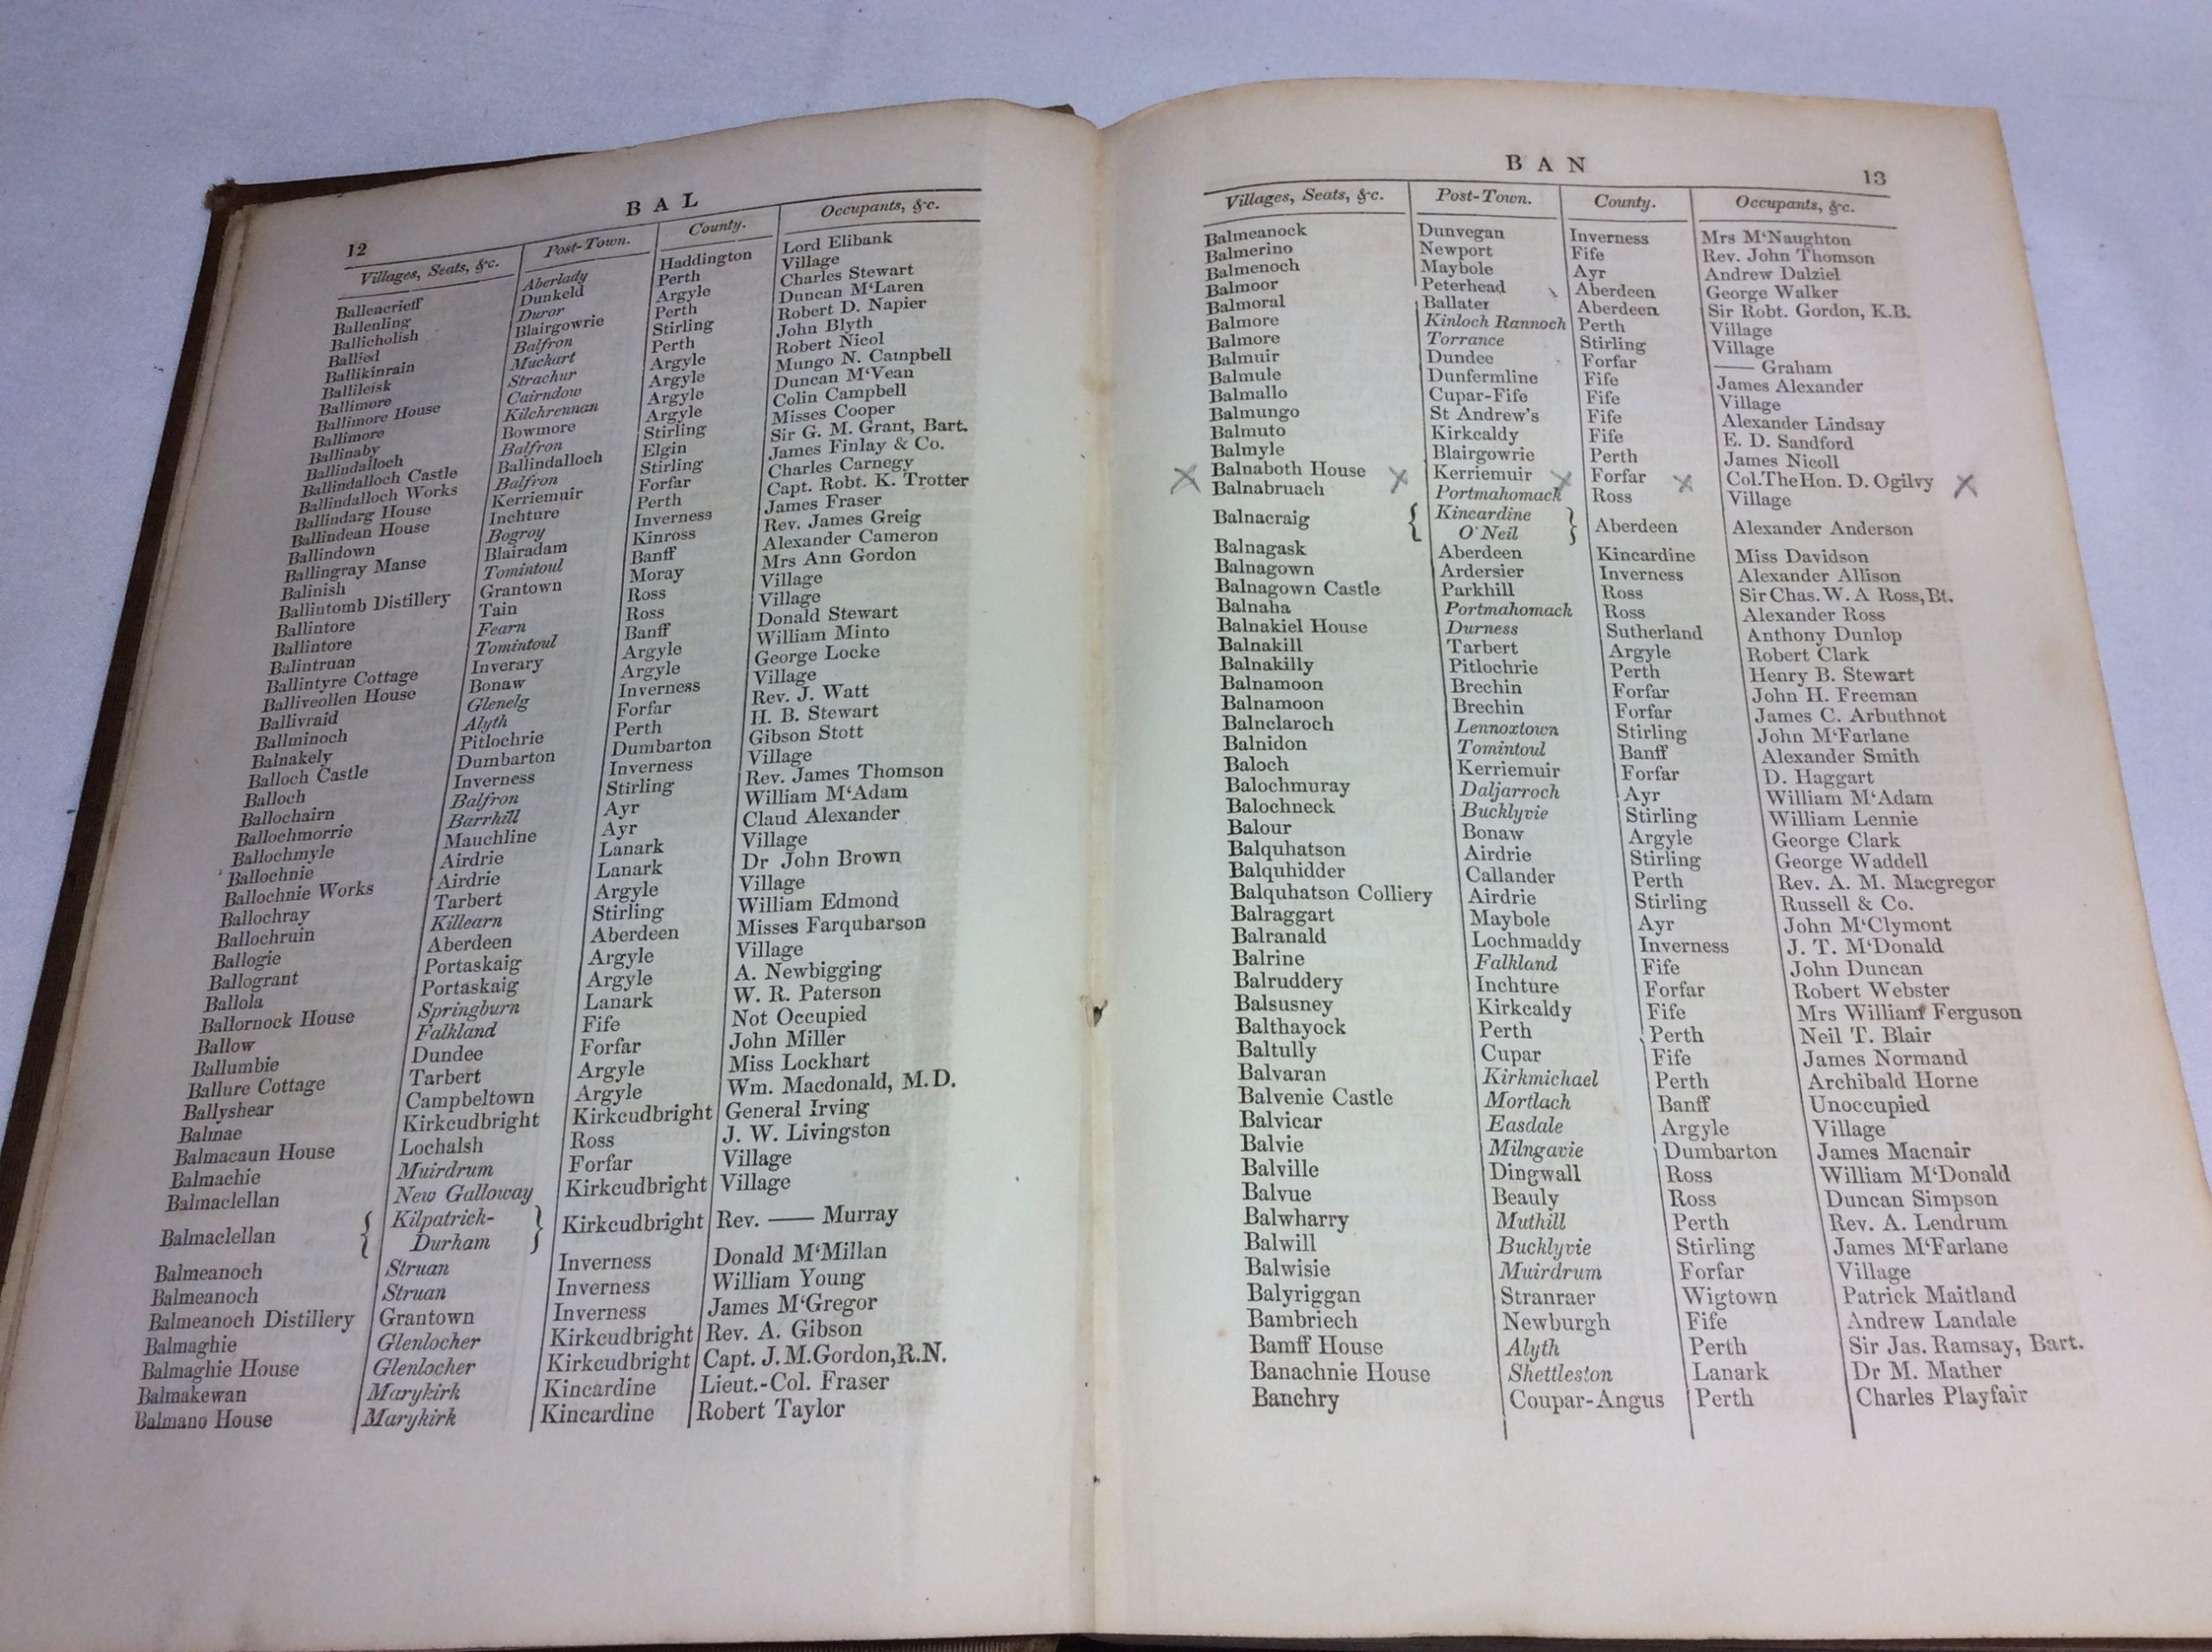 12
BAL
Villages, Seats, &c. Post-Town. County. Occupants, &c.
Ballencrieff Aberlady Haddington Lord Elibank
Ballenling Dunkeld Perth Village
Ballicholish Duror Argyle Charles Stewart
Ballied Blairgowrie Perth Duncan M‘Laren
Ballikinrain Balfron Stirling Robert D. Napier
Ballileisk Muckart Perth John Blyth
Ballimore Strachur Argyle Robert Nicol
Ballimore House Cairndow Argyle Mungo N. Campbell
Ballimore Kilchrennan Argyle Duncan M‘Vean
Ballinaby Bowmore Argyle Colin Campbell
Ballindalloch Balfron Stirling Misses Cooper
Ballindalloch Castle Ballindalloch Elgin Sir G. M. Grant, Bart.
Ballindalloch Works Balfron Stirling James Finlay & Co.
Ballindarg House Kerriemuir Forfar Charles Carnegy
Ballindean House Inchture Perth Capt. Robt. K. Trotter
Ballindown Bogroy Inverness James Fraser
Ballingray Manse Blairadam Kinross Rev. James Greig
Balinish Tomintoul Banff Alexander Cameron
Ballintomb Distillery Grantown Moray Mrs Ann Gordon
Ballintore Tain Ross Village
Ballintore Fearn Ross Village
Balintruan Tomintoul Banff Donald Stewart
Ballintyre Cottage Inverary Argyle William Minto
Balliveollen House Bonaw Argyle George Locke
Ballivraid Glenelg Inverness Village
Ballminoch Alyth Forfar Rev. J. Watt
Balnakely Pitlochrie Perth H. B. Stewart
Balloch Castle Dumbarton Dumbarton Gibson Stott
Balloch Inverness Inverness Village
Ballochairn Balfron Stirling Rev. James Thomson
Ballochmorrie Barrhill Ayr William M‘Adam
Ballochmyle Mauchline Ayr Claud Alexander
Ballochnie Airdrie Lanark Village
Ballochnie Works Airdrie Lanark Dr John Brown
Ballochray Tarbert Argyle Village
Ballochruin Killearn Stirling William Edmond
Ballogie Aberdeen Aberdeen Misses Farquharson
Ballogrant Portaskaig Argyle Village
Ballola Portaskaig Argyle A. Newbigging
Ballornock House Springburn Lanark W. R. Paterson
Ballow Falkland Fife Not Occupied
Ballumbie Dundee Forfar John Miller
Ballure Cottage Tarbert Argyle Miss Lockhart
Ballyshear Campbeltown Argyle Wm. Macdonald, M.D.
Balmae Kirkcudbright Kirkcudbright General Irving
Balmacaun House Lochalsh Ross J. W. Livingston
Balmachie Muirdrum Forfar Village
Balmaclellan New Galloway Kirkcudbright Village
Balmaclellan { Kilpatrick-Durham } Kirkcudbright Rev. —— Murray
Balmeanoch Struan Inverness Donald M‘Millan
Balmeanoch Struan Inverness William Young
Balmeanoch Distillery Grantown Inverness James M‘Gregor
Balmaghie Glenlocher Kirkcudbright Rev. A. Gibson
Balmaghie House Glenlocher Kirkcudbright Capt. J.M.Gordon,R.N.
Balmakewan Marykirk Kincardine Lieut.-Col. Fraser
Balmano House Marykirk Kincardine Robert Taylor
BAN
13
Villages, Seats, &c. Post-Town. County. Occupants, &c.
Balmeanock Dunvegan Inverness Mrs M‘Naughton
Balmerino Newport Fife Rev. John Thomson
Balmenoch Maybole Ayr Andrew Dalziel
Balmoor Peterhead Aberdeen George Walker
Balmoral Ballater Aberdeen Sir Robt. Gordon, K.B.
Balmore Kinloch Rannoch Perth Village
Balmore Torrance Stirling Village
Balmuir Dundee Forfar —— Graham
Balmule Dunfermline Fife James Alexander
Balmallo Cupar-Fife Fife Village
Balmungo St Andrew's Fife Alexander Lindsay
Balmuto Kirkcaldy Fife E. D. Sandford
Balmyle Blairgowrie Perth James Nicoll
X Balnaboth House X Kerriemuir X Forfar X Col.The Hon. D. Ogilvy X
Balnabruach Portmahomack Ross Village
Balnacraig { Kincardine O'Neil } Aberdeen Alexander Anderson
Balnagask Aberdeen Kincardine Miss Davidson
Balnagown Ardersier Inverness Alexander Allison
Balnagown Castle Parkhill Ross Sir Chas. W. A Ross, Bt.
Balnaha Portmahomack Ross Alexander Ross
Balnakiel House Durness Sutherland Anthony Dunlop
Balnakill Tarbert Argyle Robert Clark
Balnakilly Pitlochrie Perth Henry B. Stewart
Balnamoon Brechin Forfar John H. Freeman
Balnamoon Brechin Forfar James C. Arbuthnot
Balnclaroch Lennoxtown Stirling John M‘Farlane
Balnidon Tomintoul Banff Alexander Smith
Baloch Kerriemuir Forfar D. Haggart
Balochmuray Daljarroch Ayr William M‘Adam
Balochneck Bucklyvie Stirling William Lennie
Balour Bonaw Argyle George Clark
Balquhatson Airdrie Stirling George Waddell
Balquhidder Callander Perth Rev. A. M. Macgregor
Balquhatson Colliery Airdrie Stirling Russell & Co.
Balraggart Maybole Ayr John M‘Clymont
Balranald Lochmaddy Inverness J. T. M‘Donald
Balrine Falkland Fife John Duncan
Balruddery Inchture Forfar Robert Webster
Balsusney Kirkcaldy Fife Mrs William Ferguson
Balthayock Perth Perth Neil T. Blair
Baltully Cupar Fife James Normand
Balvaran Kirkmichael Perth Archibald Horne
Balvenie Castle Mortlach Banff Unoccupied
Balvicar Easdale Argyle Village
Balvie Milngavie Dumbarton James Macnair
Balville Dingwall Ross William M‘Donald
Balvue Beauly Ross Duncan Simpson
Balwharry Muthill Perth Rev. A. Lendrum
Balwill Bucklyvie Stirling James M‘Farlane
Balwisie Muirdrum Forfar Village
Balyriggan Stranraer Wigtown Patrick Maitland
Bambriech Newburgh Fife Andrew Landale
Bamff House Alyth Perth Sir Jas. Ramsay, Bart.
Banachnie House Shettleston Lanark Dr M. Mather
Banchry Coupar-Angus Perth Charles Playfair